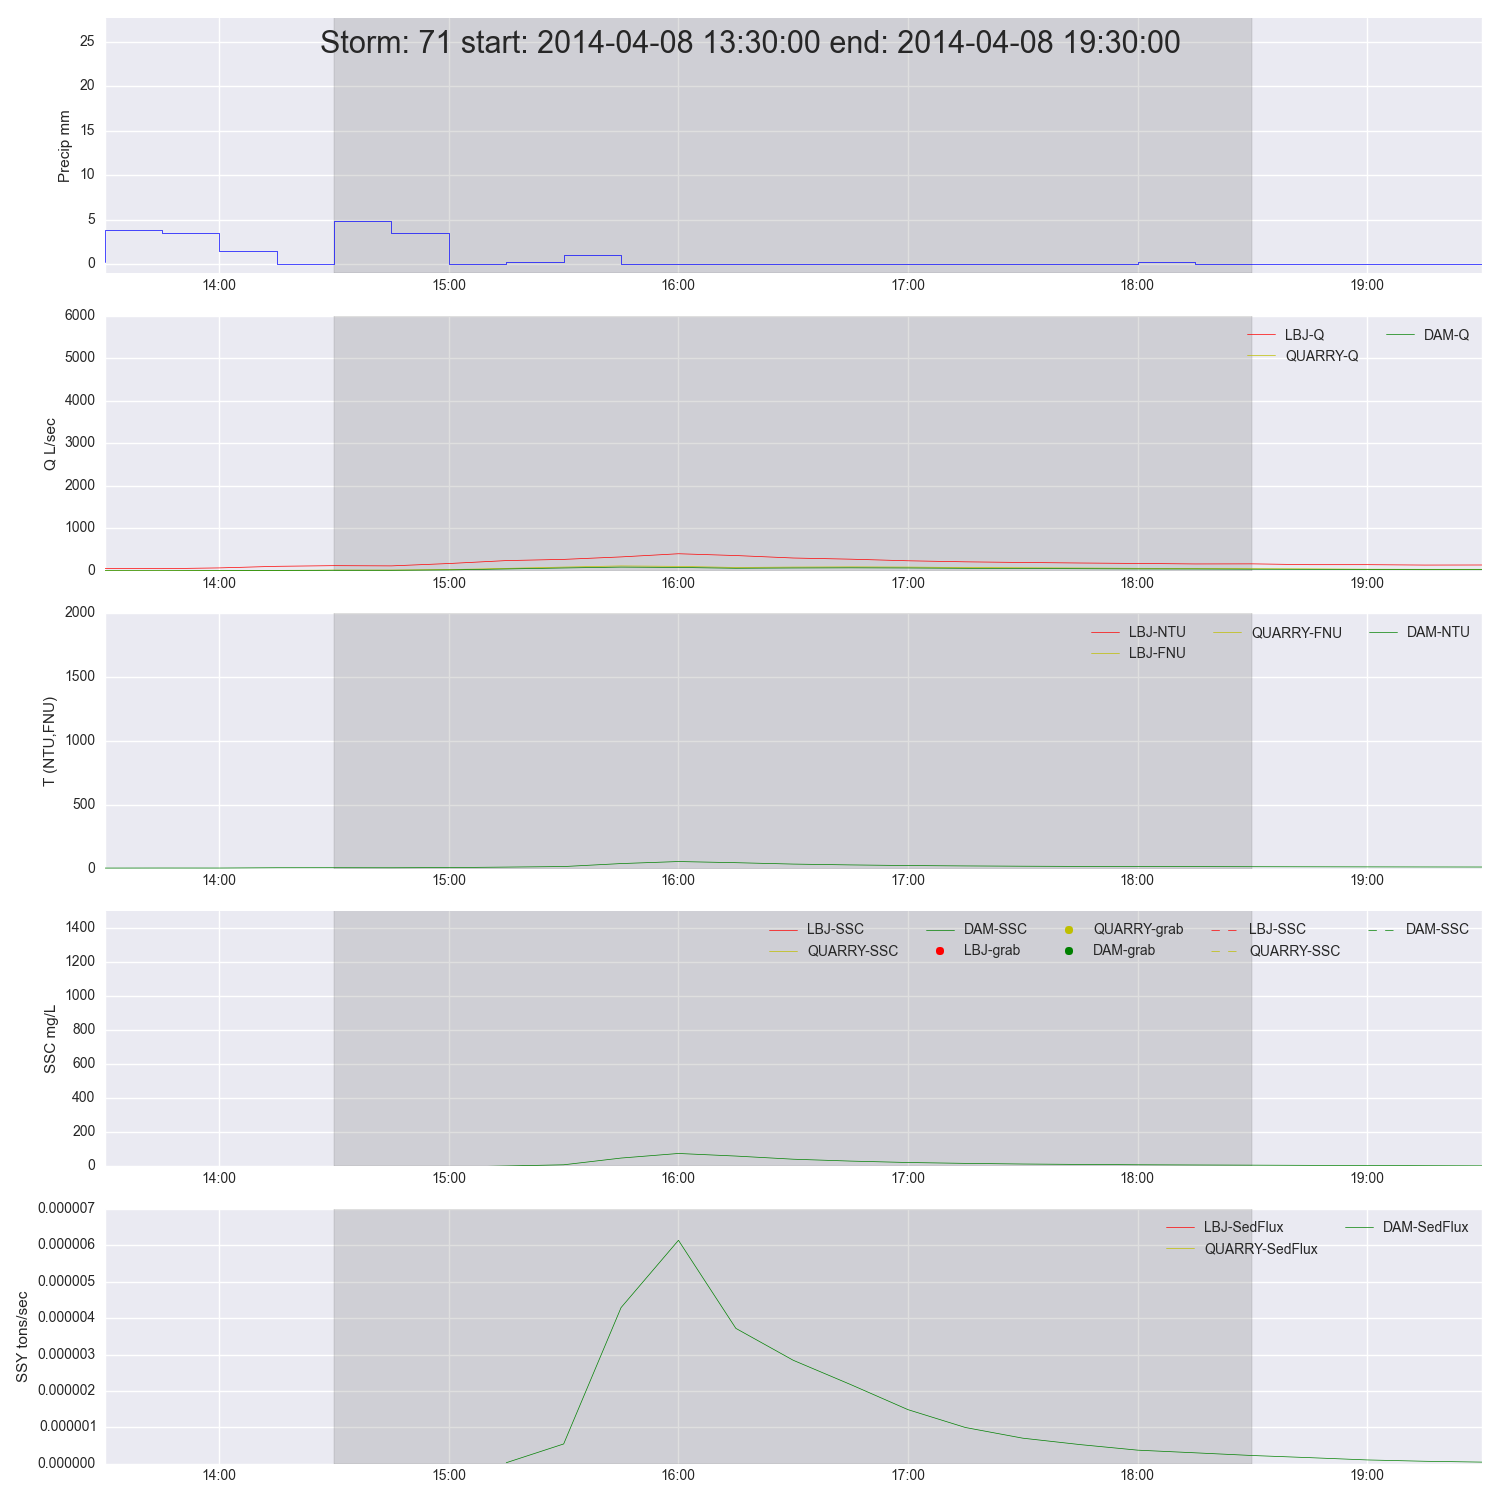 Storm: 71 start: 2014-04-08 13:30:00 end: 2014-04-08 19:30:00
Precip mm
25
20
15
10
5
0
14:00 15:00 16:00 17:00 18:00 19:00
Q L/sec
6000
5000
4000
3000
2000
1000
0
LBJ-Q DAM-Q
QUARRY-Q
14:00 15:00 16:00 17:00 18:00 19:00
T (NTU,FNU)
2000
1500
1000
500
0
LBJ-NTU QUARRY-FNU DAM-NTU
LBJ-FNU
14:00 15:00 16:00 17:00 18:00 19:00
SSC mg/L
1400
1200
1000
800
600
400
200
0
LBJ-SSC DAM-SSC QUARRY-grab LBJ-SSC DAM-SSC
QUARRY-SSC LBJ-grab DAM-grab QUARRY-SSC
14:00 15:00 16:00 17:00 18:00 19:00
SSY tons/sec
0.000007
0.000006
0.000005
0.000004
0.000003
0.000002
0.000001
0.000000
LBJ-SedFlux DAM-SedFlux
QUARRY-SedFlux
14:00 15:00 16:00 17:00 18:00 19:00